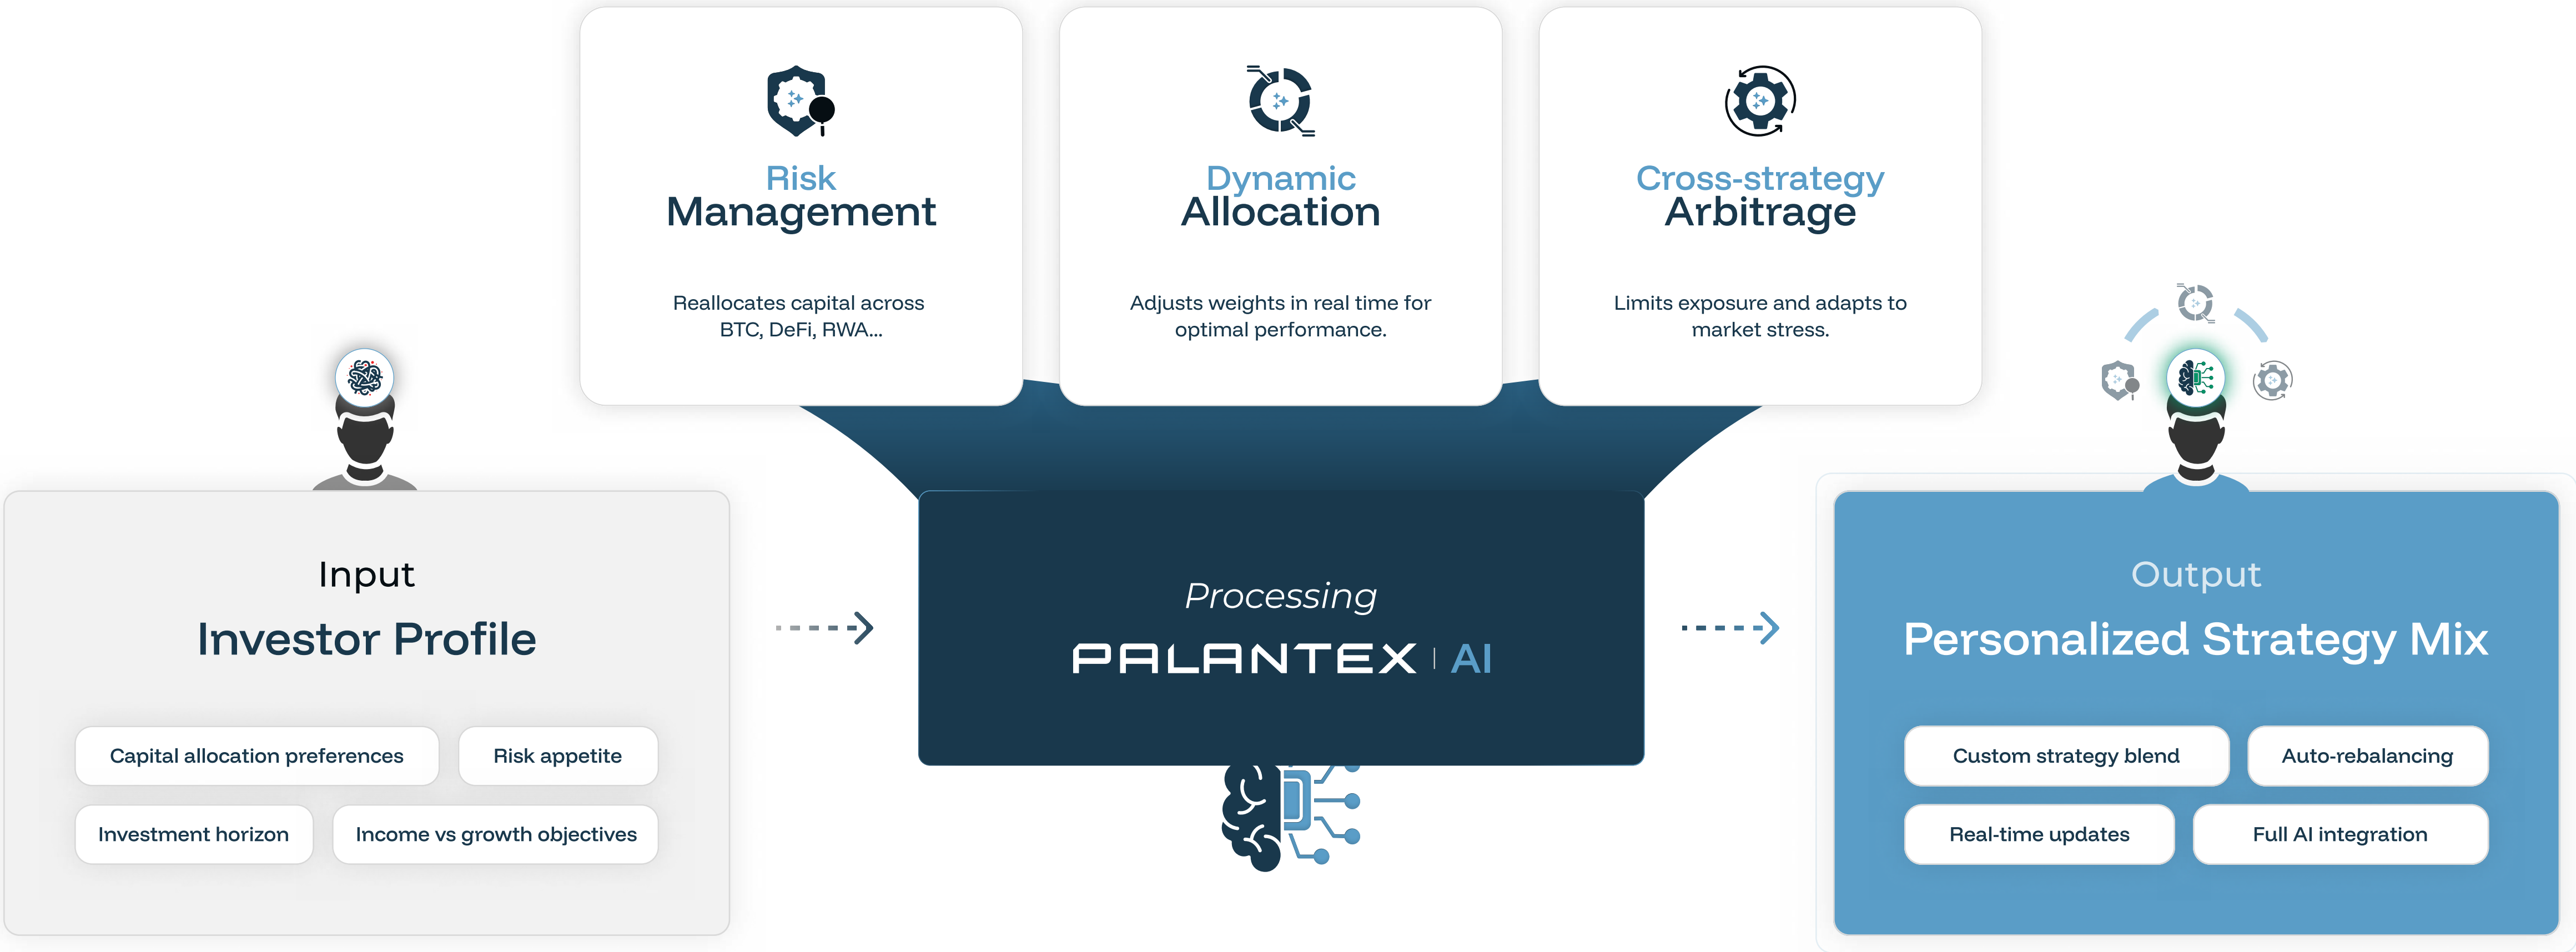 Risk
Management
Reallocates capital across
BTC, DeFi, RWA...
Dynamic
Allocation
Adjusts weights in real time for
optimal performance.
Cross-strategy
Arbitrage
Limits exposure and adapts to
market stress.
Input
Investor Profile
Capital allocation preferences
Risk appetite
Investment horizon
Income vs growth objectives
Processing
PALANTEX | AI
Output
Personalized Strategy Mix
Custom strategy blend
Auto-rebalancing
Real-time updates
Full AI integration